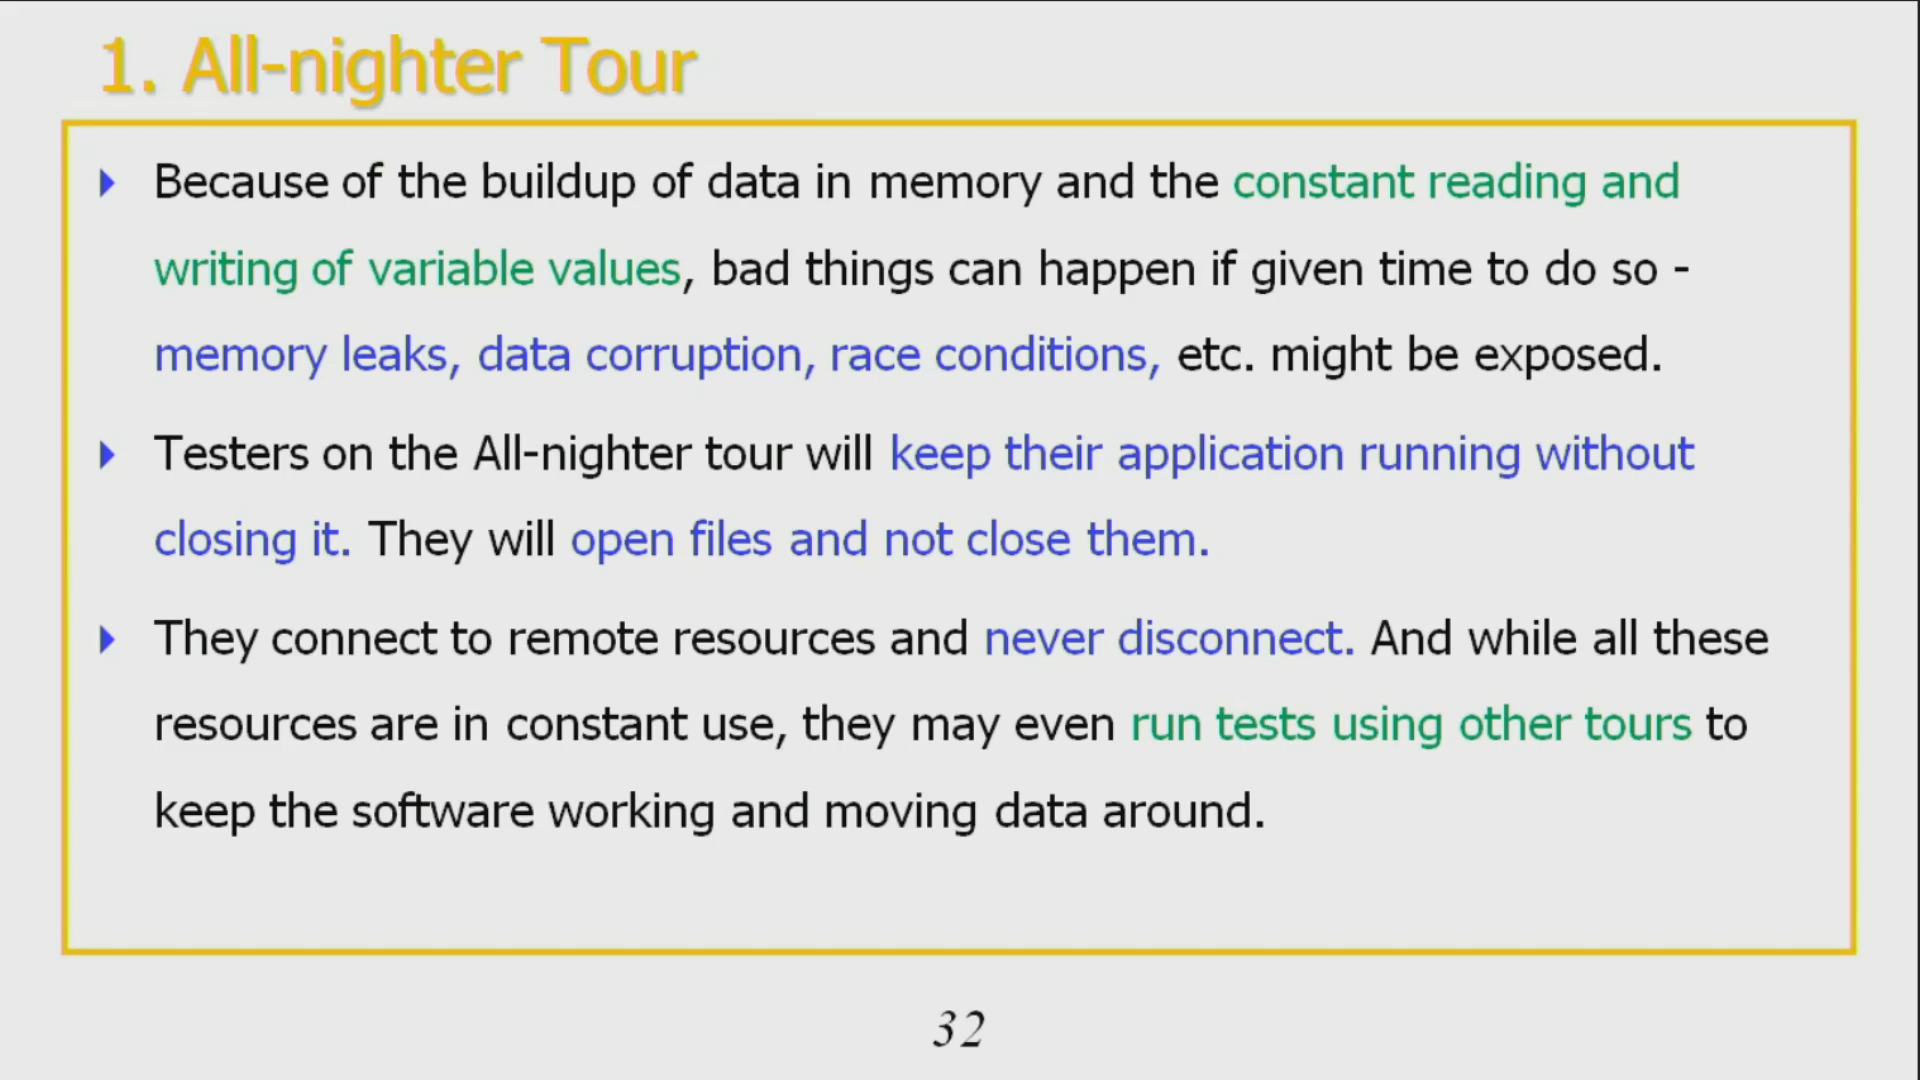 1. All-nighter Tour
Because of the buildup of data in memory and the constant reading and
writing of variable values, bad things can happen if given time to do so -
memory leaks, data corruption, race conditions, etc. might be exposed.
Testers on the All-nighter tour will keep their application running without
closing it. They will open files and not close them.
They connect to remote resources and never disconnect. And while all these
resources are in constant use, they may even run tests using other tours to
keep the software working and moving data around.
32